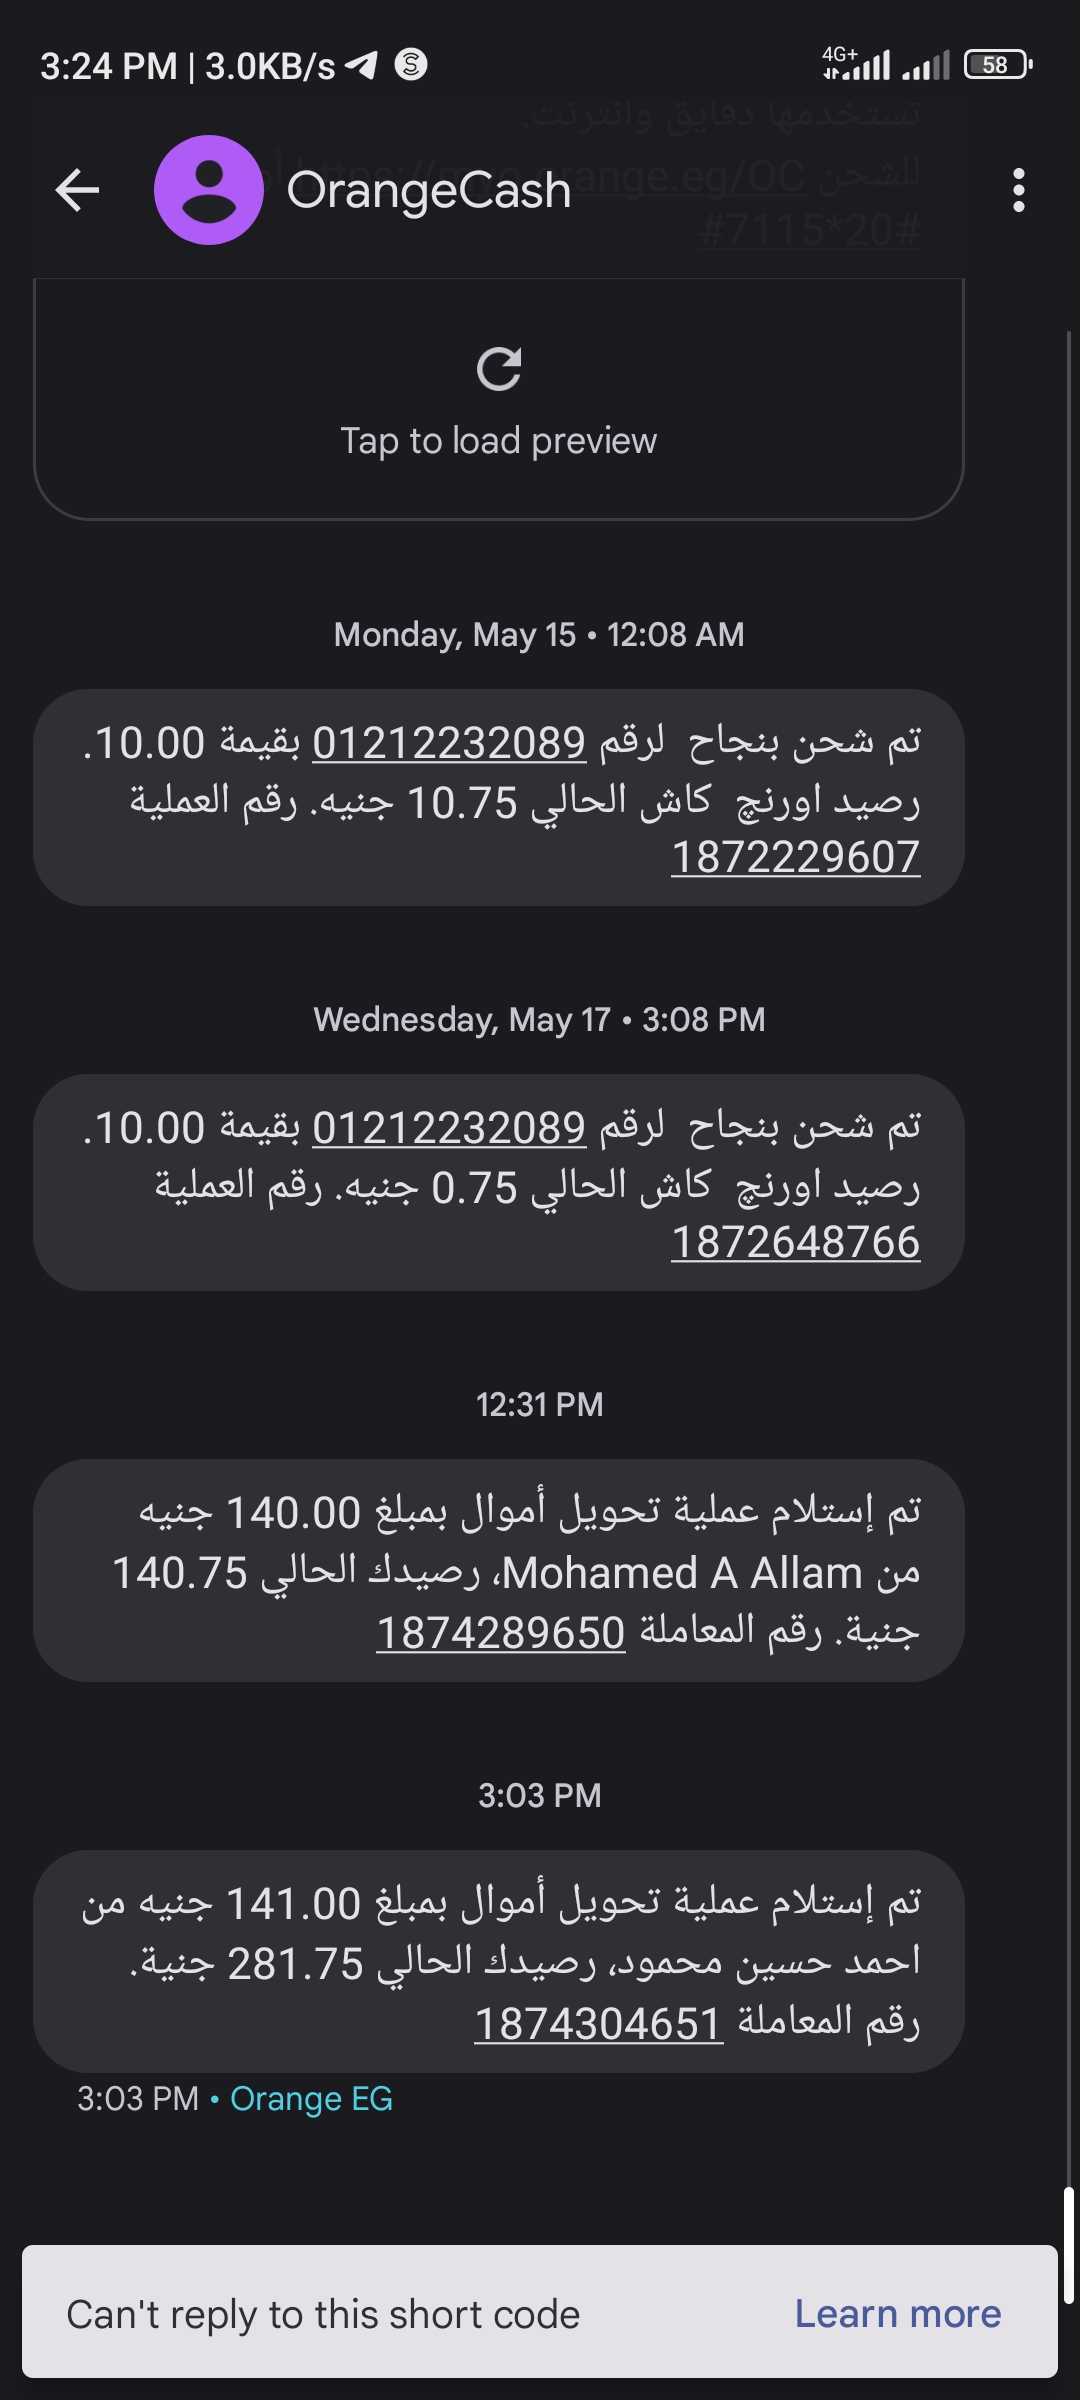 3:24 PM | 3.0KB/s
4G+
58
تستخدمها دقايق وانترنت.
للشحن https://my.orange.eg/OC أو
#7115*20#
OrangeCash
Tap to load preview
Monday, May 15 • 12:08 AM
تم شحن بنجاح لرقم 01212232089 بقيمة 10.00.
رصيد اورنچ كاش الحالي 10.75 جنيه. رقم العملية
1872229607
Wednesday, May 17 • 3:08 PM
تم شحن بنجاح لرقم 01212232089 بقيمة 10.00.
رصيد اورنچ كاش الحالي 0.75 جنيه. رقم العملية
1872648766
12:31 PM
تم إستلام عملية تحويل أموال بمبلغ 140.00 جنيه
من Mohamed A Allam، رصيدك الحالي 140.75
جنية. رقم المعاملة 1874289650
3:03 PM
تم إستلام عملية تحويل أموال بمبلغ 141.00 جنيه من
احمد حسين محمود، رصيدك الحالي 281.75 جنية.
رقم المعاملة 1874304651
3:03 PM • Orange EG
Can't reply to this short code
Learn more